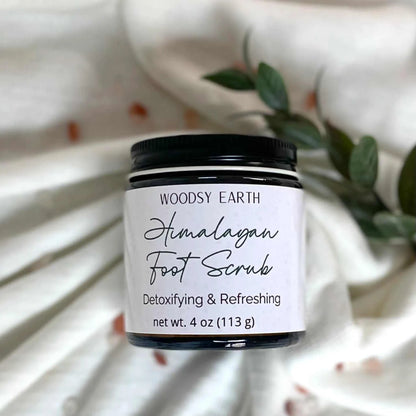 WOODSY EARTH
Himalayan
Foot Scrub
Detoxifying & Refreshing
net wt. 4 oz (113 g)